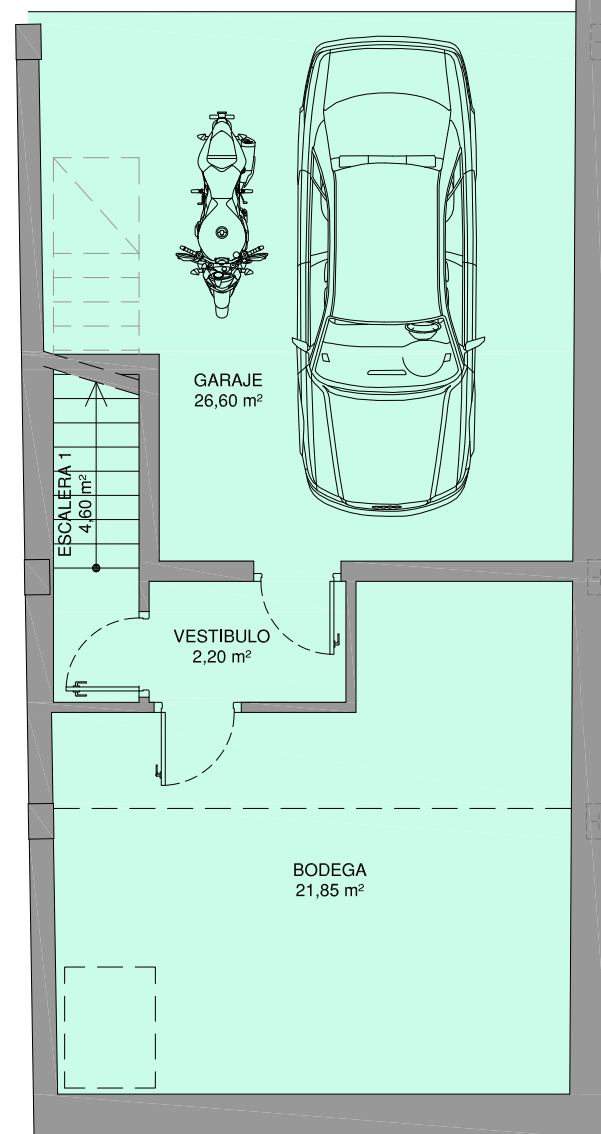 GARAJE
26,60 m²
ESCALERA 1
4,60 m²
VESTIBULO
2,20 m²
BODEGA
21,85 m²